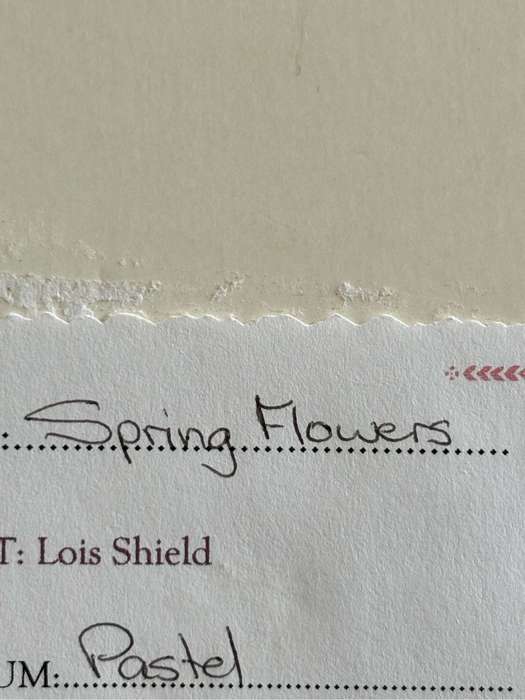 : Spring Flowers
T: Lois Shield
UM: Pastel